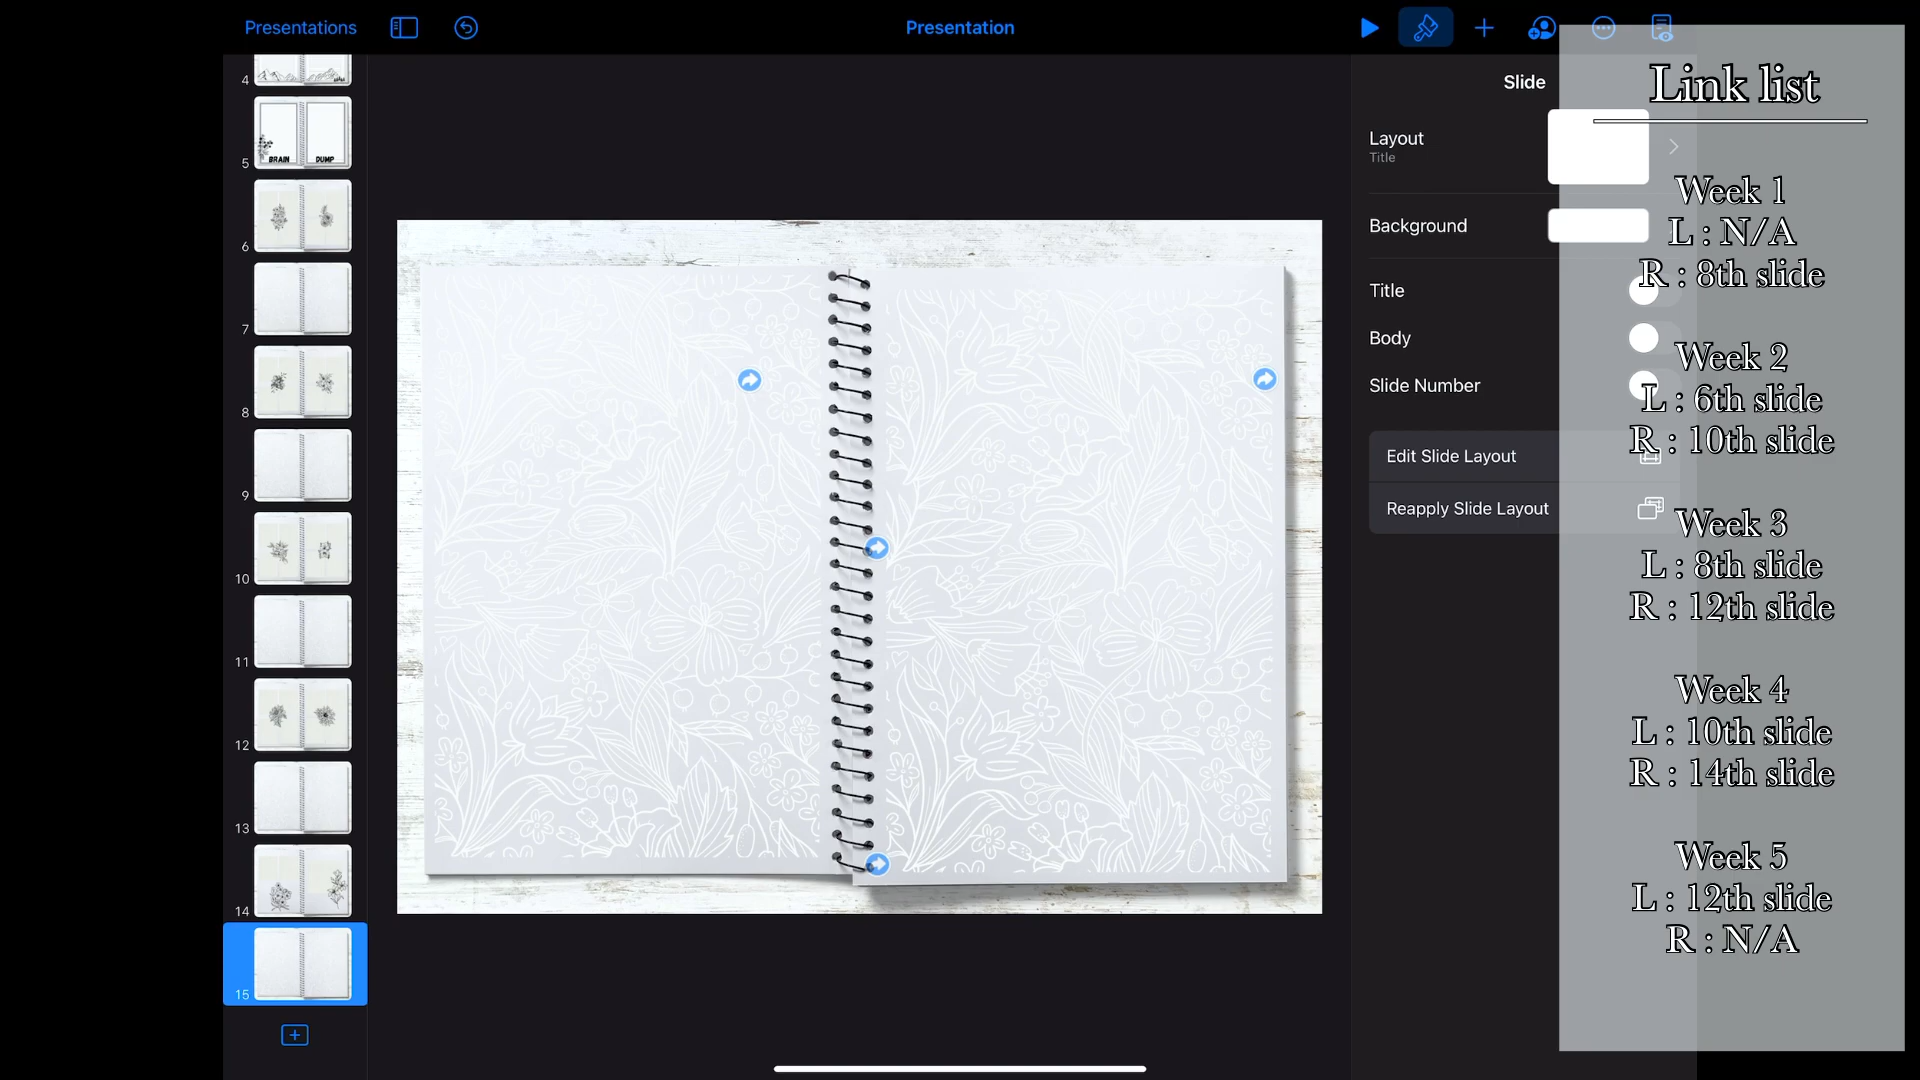 Presentations
Presentation
4
5
BRAIN DUMP
6
7
8
9
10
11
12
13
14
15
Slide
Layout
Title
Background
Title
Body
Slide Number
Edit Slide Layout
Reapply Slide Layout
Link list
Week 1
L : N/A
R : 8th slide
Week 2
L : 6th slide
R : 10th slide
Week 3
L : 8th slide
R : 12th slide
Week 4
L : 10th slide
R : 14th slide
Week 5
L : 12th slide
R : N/A